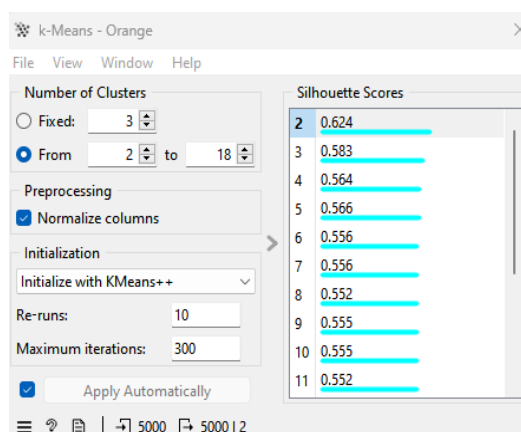 k-Means - Orange
File View Window Help
Number of Clusters
Fixed: 3
From 2 to 18
Preprocessing
Normalize columns
Initialization
Initialize with KMeans++
Re-runs: 10
Maximum iterations: 300
Apply Automatically
5000 5000 | 2
Silhouette Scores
2 0.624
3 0.583
4 0.564
5 0.566
6 0.556
7 0.556
8 0.552
9 0.555
10 0.555
11 0.552